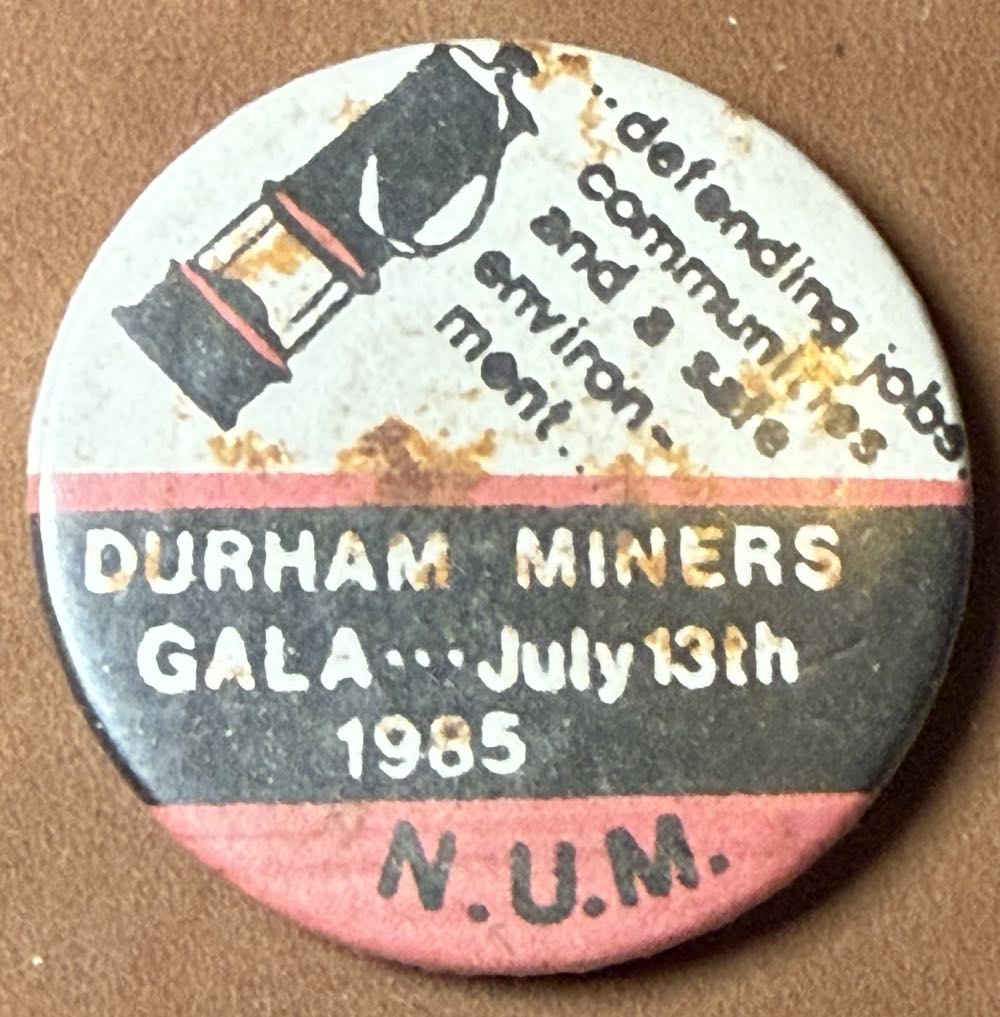 ..defending jobs,
communities
and a safe
environ-
ment..
DURHAM MINERS
GALA...July 13th
1985
N.U.M.